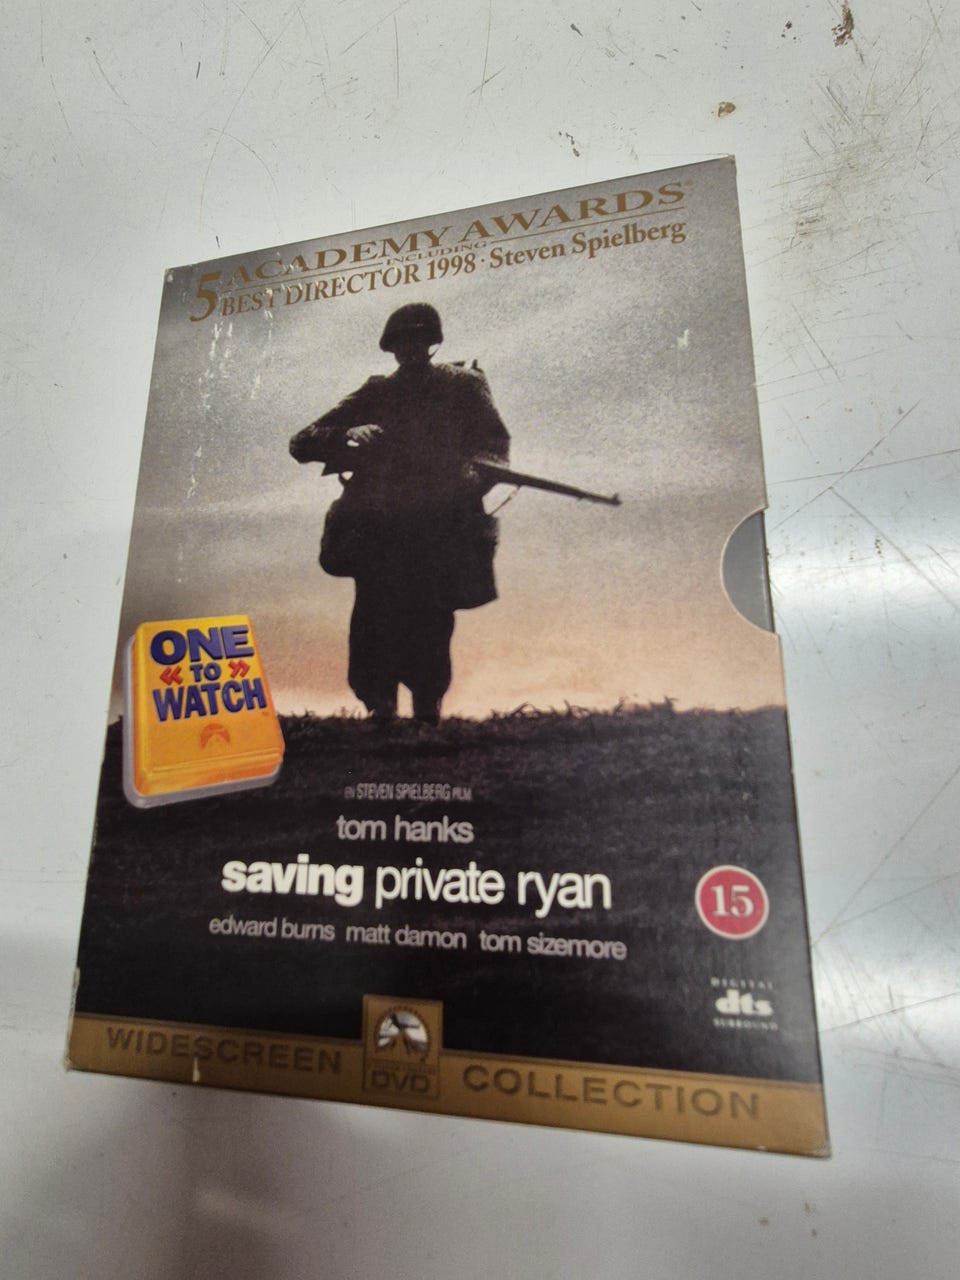 5 ACADEMY AWARDS®
INCLUDING
BEST DIRECTOR 1998 · Steven Spielberg
ONE
« TO »
WATCH
EN STEVEN SPIELBERG FILM
tom hanks
saving private ryan
15
edward burns matt damon tom sizemore
DIGITAL
dts
SURROUND
WIDESCREEN DVD COLLECTION